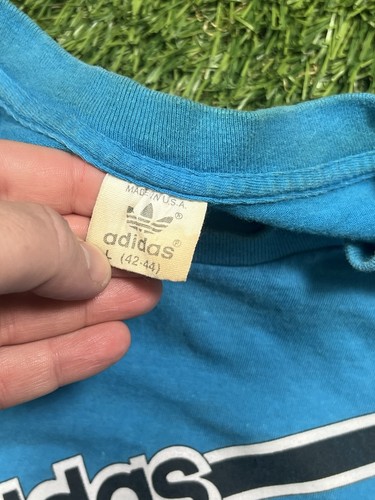 MADE IN U.S.A.
®
adidas®
L (42-44)
adidas